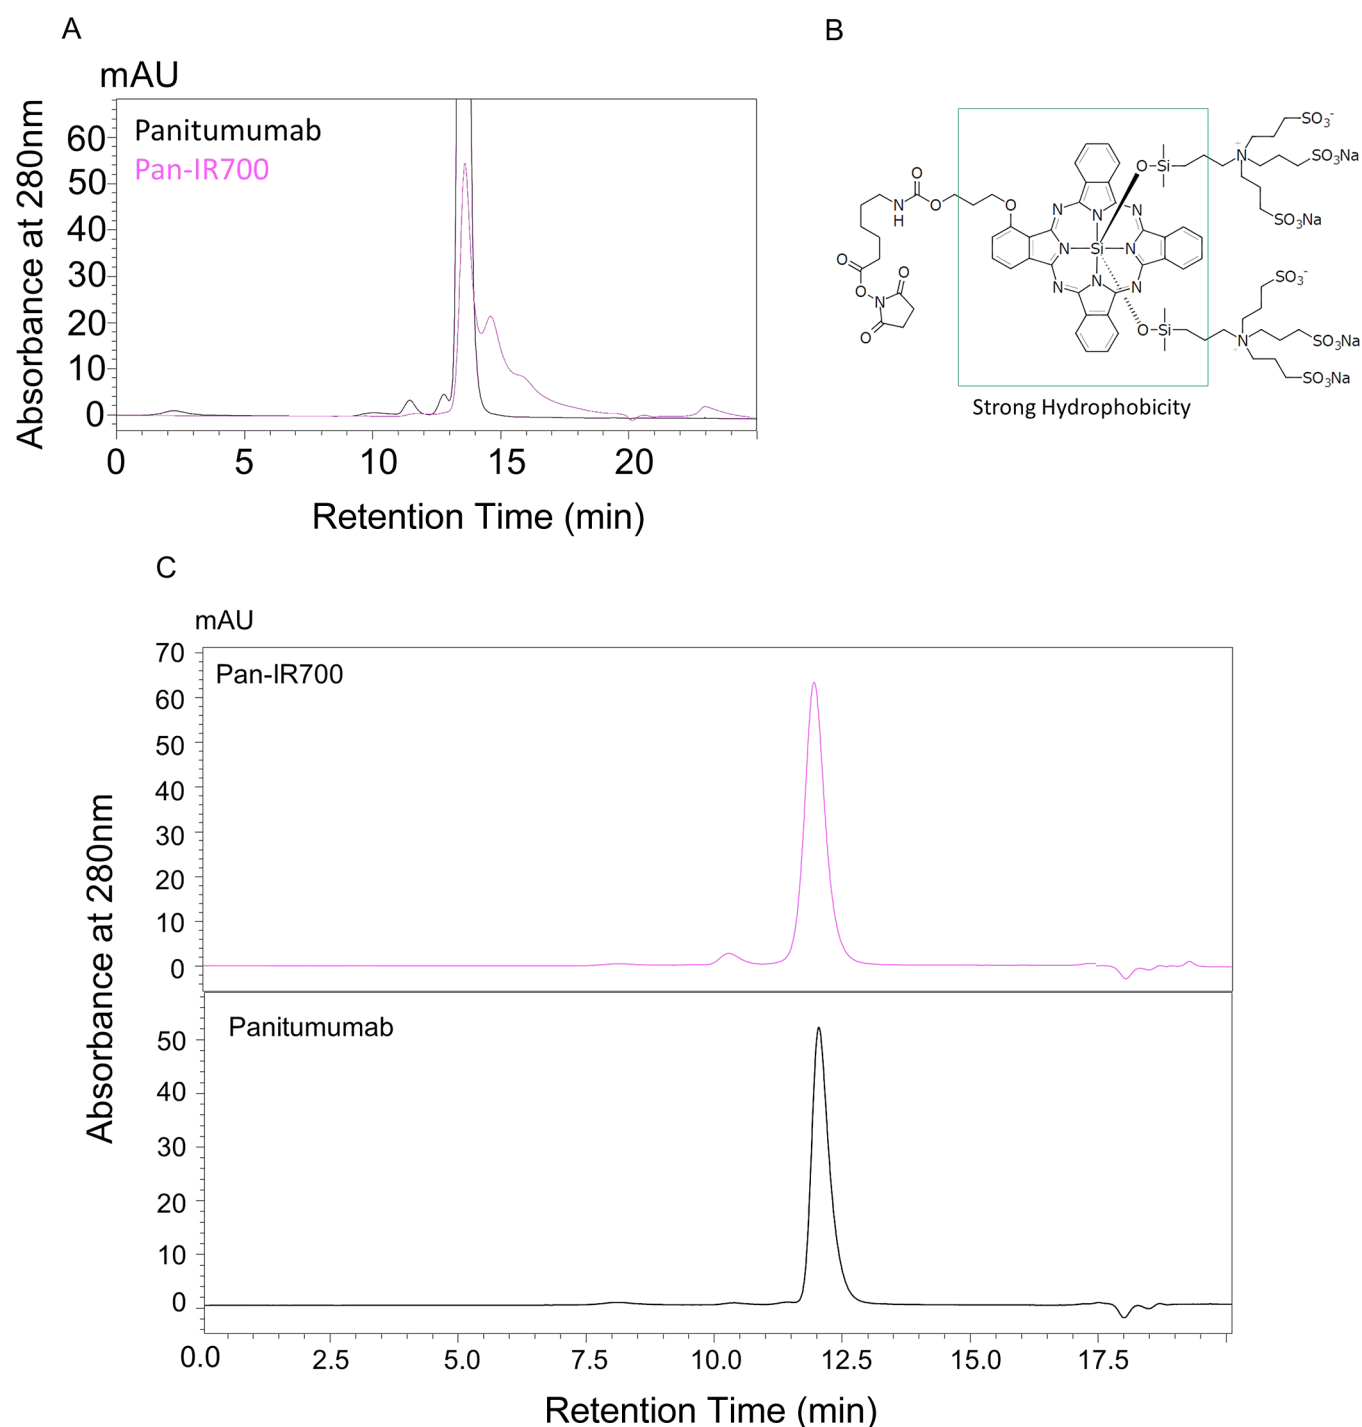 A
mAU
Absorbance at 280nm
Panitumumab
Pan-IR700
60
50
40
30
20
10
0
0 5 10 15 20
Retention Time (min)
B
SO3-
SO3Na
SO3Na
N+
O Si
O
N H
O
O
N
N
N
N Si N
N
N
N
O
O
N
O
O
SO3-
O Si
N+
SO3Na
SO3Na
Strong Hydrophobicity
C
mAU
Absorbance at 280nm
70
60
50
40
30
20
10
0
Pan-IR700
Panitumumab
50
40
30
20
10
0
0.0 2.5 5.0 7.5 10.0 12.5 15.0 17.5
Retention Time (min)